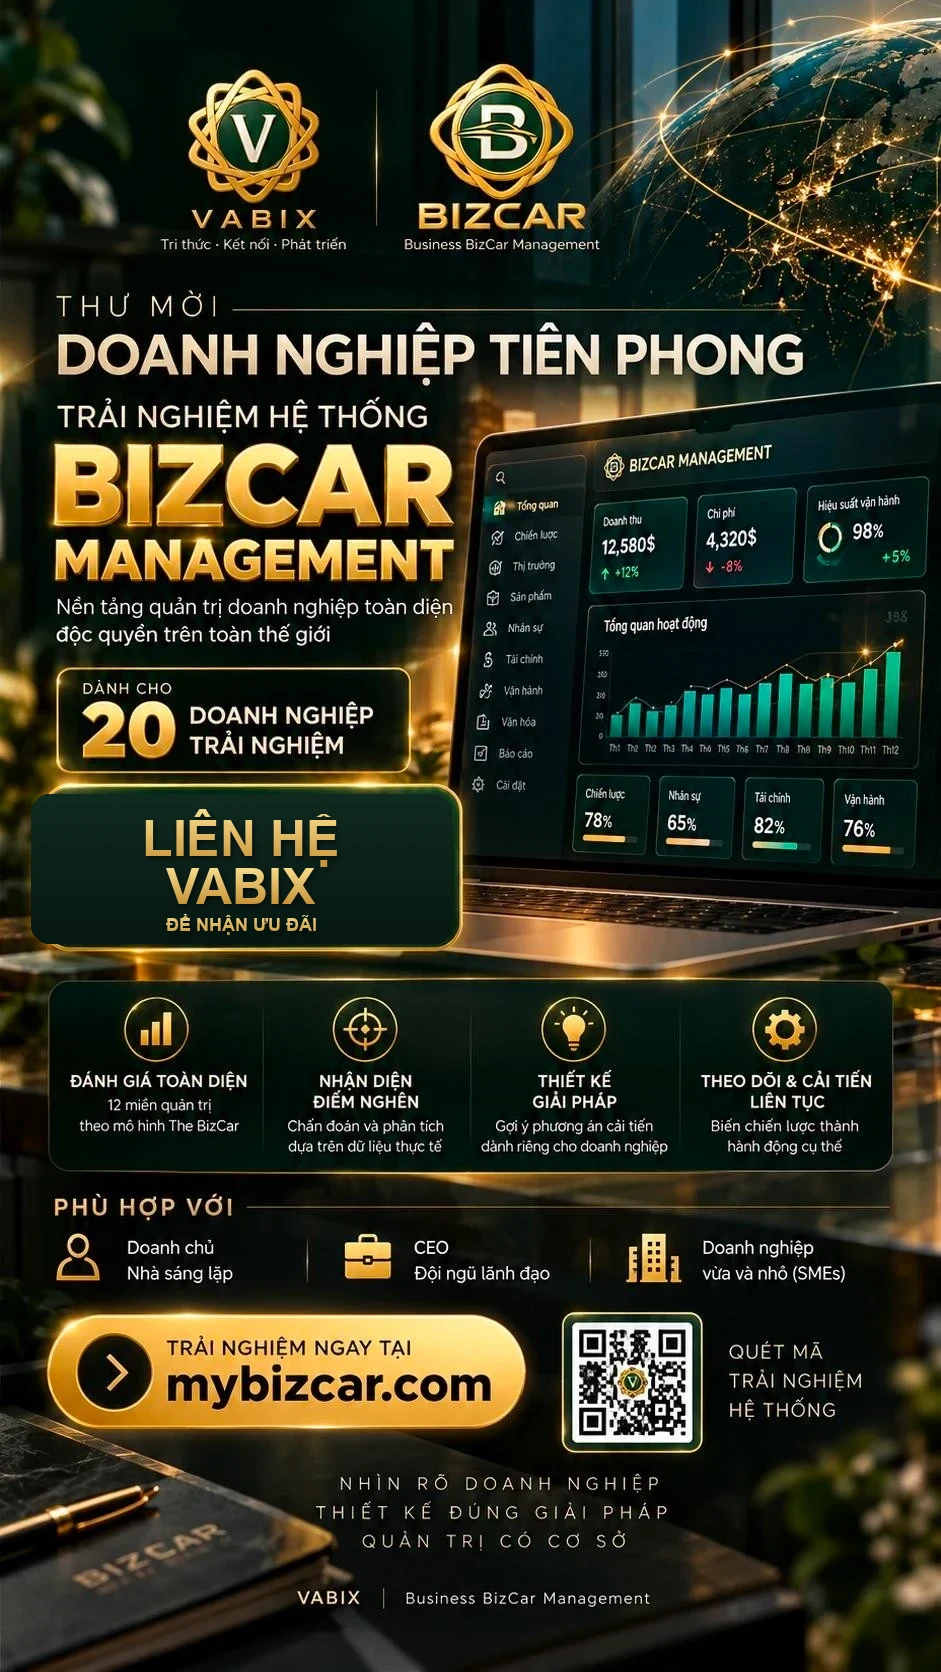 VABIX
Tri thức · Kết nối · Phát triển
BIZCAR
Business BizCar Management
THƯ MỜI
DOANH NGHIỆP TIÊN PHONG
TRẢI NGHIỆM HỆ THỐNG
BIZCAR
MANAGEMENT
Nền tảng quản trị doanh nghiệp toàn diện
độc quyền trên toàn thế giới
DÀNH CHO
20 DOANH NGHIỆP
TRẢI NGHIỆM
LIÊN HỆ
VABIX
ĐỂ NHẬN ƯU ĐÃI
BIZCAR MANAGEMENT
Tổng quan
Chiến lược
Thị trường
Sản phẩm
Nhân sự
Tài chính
Vận hành
Văn hóa
Báo cáo
Cài đặt
Doanh thu
12,580$
+12%
Chi phí
4,320$
-8%
Hiệu suất vận hành
98%
+5%
Tổng quan hoạt động
Chiến lược
78%
Nhân sự
65%
Tài chính
82%
Vận hành
76%
ĐÁNH GIÁ TOÀN DIỆN
12 miền quản trị
theo mô hình The BizCar
NHẬN DIỆN
ĐIỂM NGHẼN
Chẩn đoán và phân tích
dựa trên dữ liệu thực tế
THIẾT KẾ
GIẢI PHÁP
Gợi ý phương án cải tiến
dành riêng cho doanh nghiệp
THEO DÕI & CẢI TIẾN
LIÊN TỤC
Biến chiến lược thành
hành động cụ thể
PHÙ HỢP VỚI
Doanh chủ
Nhà sáng lập
CEO
Đội ngũ lãnh đạo
Doanh nghiệp
vừa và nhỏ (SMEs)
TRẢI NGHIỆM NGAY TẠI
mybizcar.com
QUÉT MÃ
TRẢI NGHIỆM
HỆ THỐNG
NHÌN RÕ DOANH NGHIỆP
THIẾT KẾ ĐÚNG GIẢI PHÁP
QUẢN TRỊ CÓ CƠ SỞ
BIZCAR
VABIX | Business BizCar Management